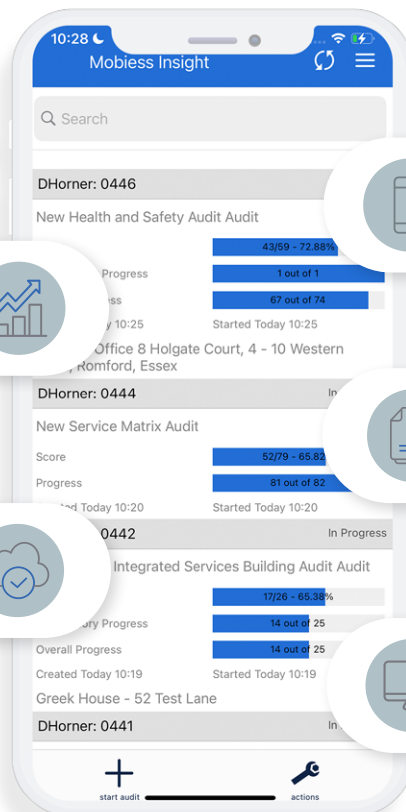 10:28
Mobiess Insight
Search
DHorner: 0446
New Health and Safety Audit Audit
43/59 - 72.88%
Progress 1 out of 1
67 out of 74
10:25 Started Today 10:25
Office 8 Holgate Court, 4 - 10 Western
Romford, Essex
DHorner: 0444
New Service Matrix Audit
Score 52/79 - 65.82
Progress 81 out of 82
Today 10:20 Started Today 10:20
0442 In Progress
Integrated Services Building Audit Audit
17/26 - 65.38%
Progress 14 out of 25
Overall Progress 14 out of 25
Created Today 10:19 Started Today 10:19
Greek House - 52 Test Lane
DHorner: 0441
start audit actions